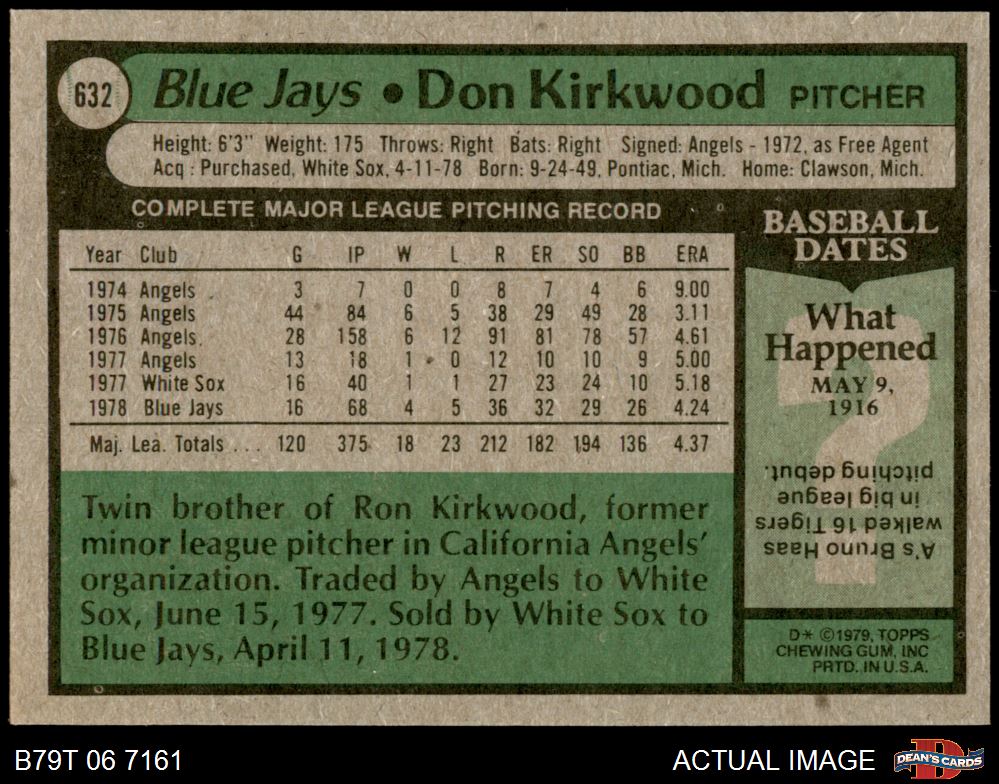 632 Blue Jays • Don Kirkwood PITCHER
Height: 6'3" Weight: 175 Throws: Right Bats: Right Signed: Angels - 1972, as Free Agent
Acq: Purchased, White Sox, 4-11-78 Born: 9-24-49, Pontiac, Mich. Home: Clawson, Mich.
COMPLETE MAJOR LEAGUE PITCHING RECORD
Year Club G IP W L R ER SO BB ERA
1974 Angels 3 7 0 0 8 7 4 6 9.00
1975 Angels 44 84 6 5 38 29 49 28 3.11
1976 Angels 28 158 6 12 91 81 78 57 4.61
1977 Angels 13 18 1 0 12 10 10 9 5.00
1977 White Sox 16 40 1 1 27 23 24 10 5.18
1978 Blue Jays 16 68 4 5 36 32 29 26 4.24
Maj. Lea. Totals ... 120 375 18 23 212 182 194 136 4.37
Twin brother of Ron Kirkwood, former
minor league pitcher in California Angels'
organization. Traded by Angels to White
Sox, June 15, 1977. Sold by White Sox to
Blue Jays, April 11, 1978.
BASEBALL
DATES
What
Happened
MAY 9,
1916
A's Bruno Haas
walked 16 Tigers
in big league
pitching debut.
D* ©1979, TOPPS
CHEWING GUM, INC
PRTD. IN U.S.A.
B79T 06 7161
ACTUAL IMAGE
DEAN'S CARDS